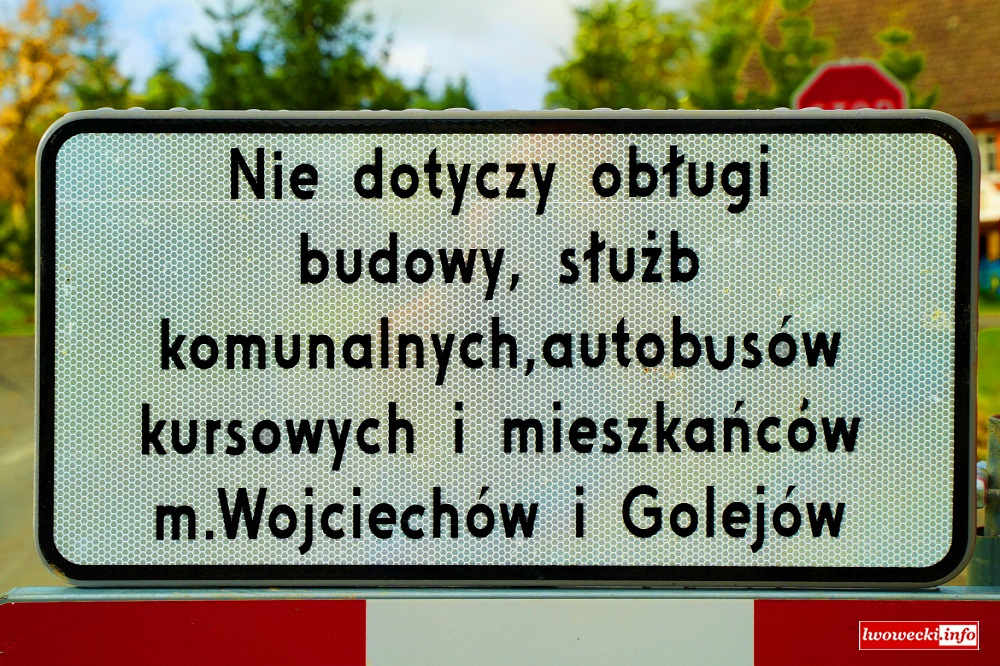 Nie dotyczy obługi
budowy, służb
komunalnych,autobusów
kursowych i mieszkańców
m.Wojciechów i Golejów
lwowecki.info